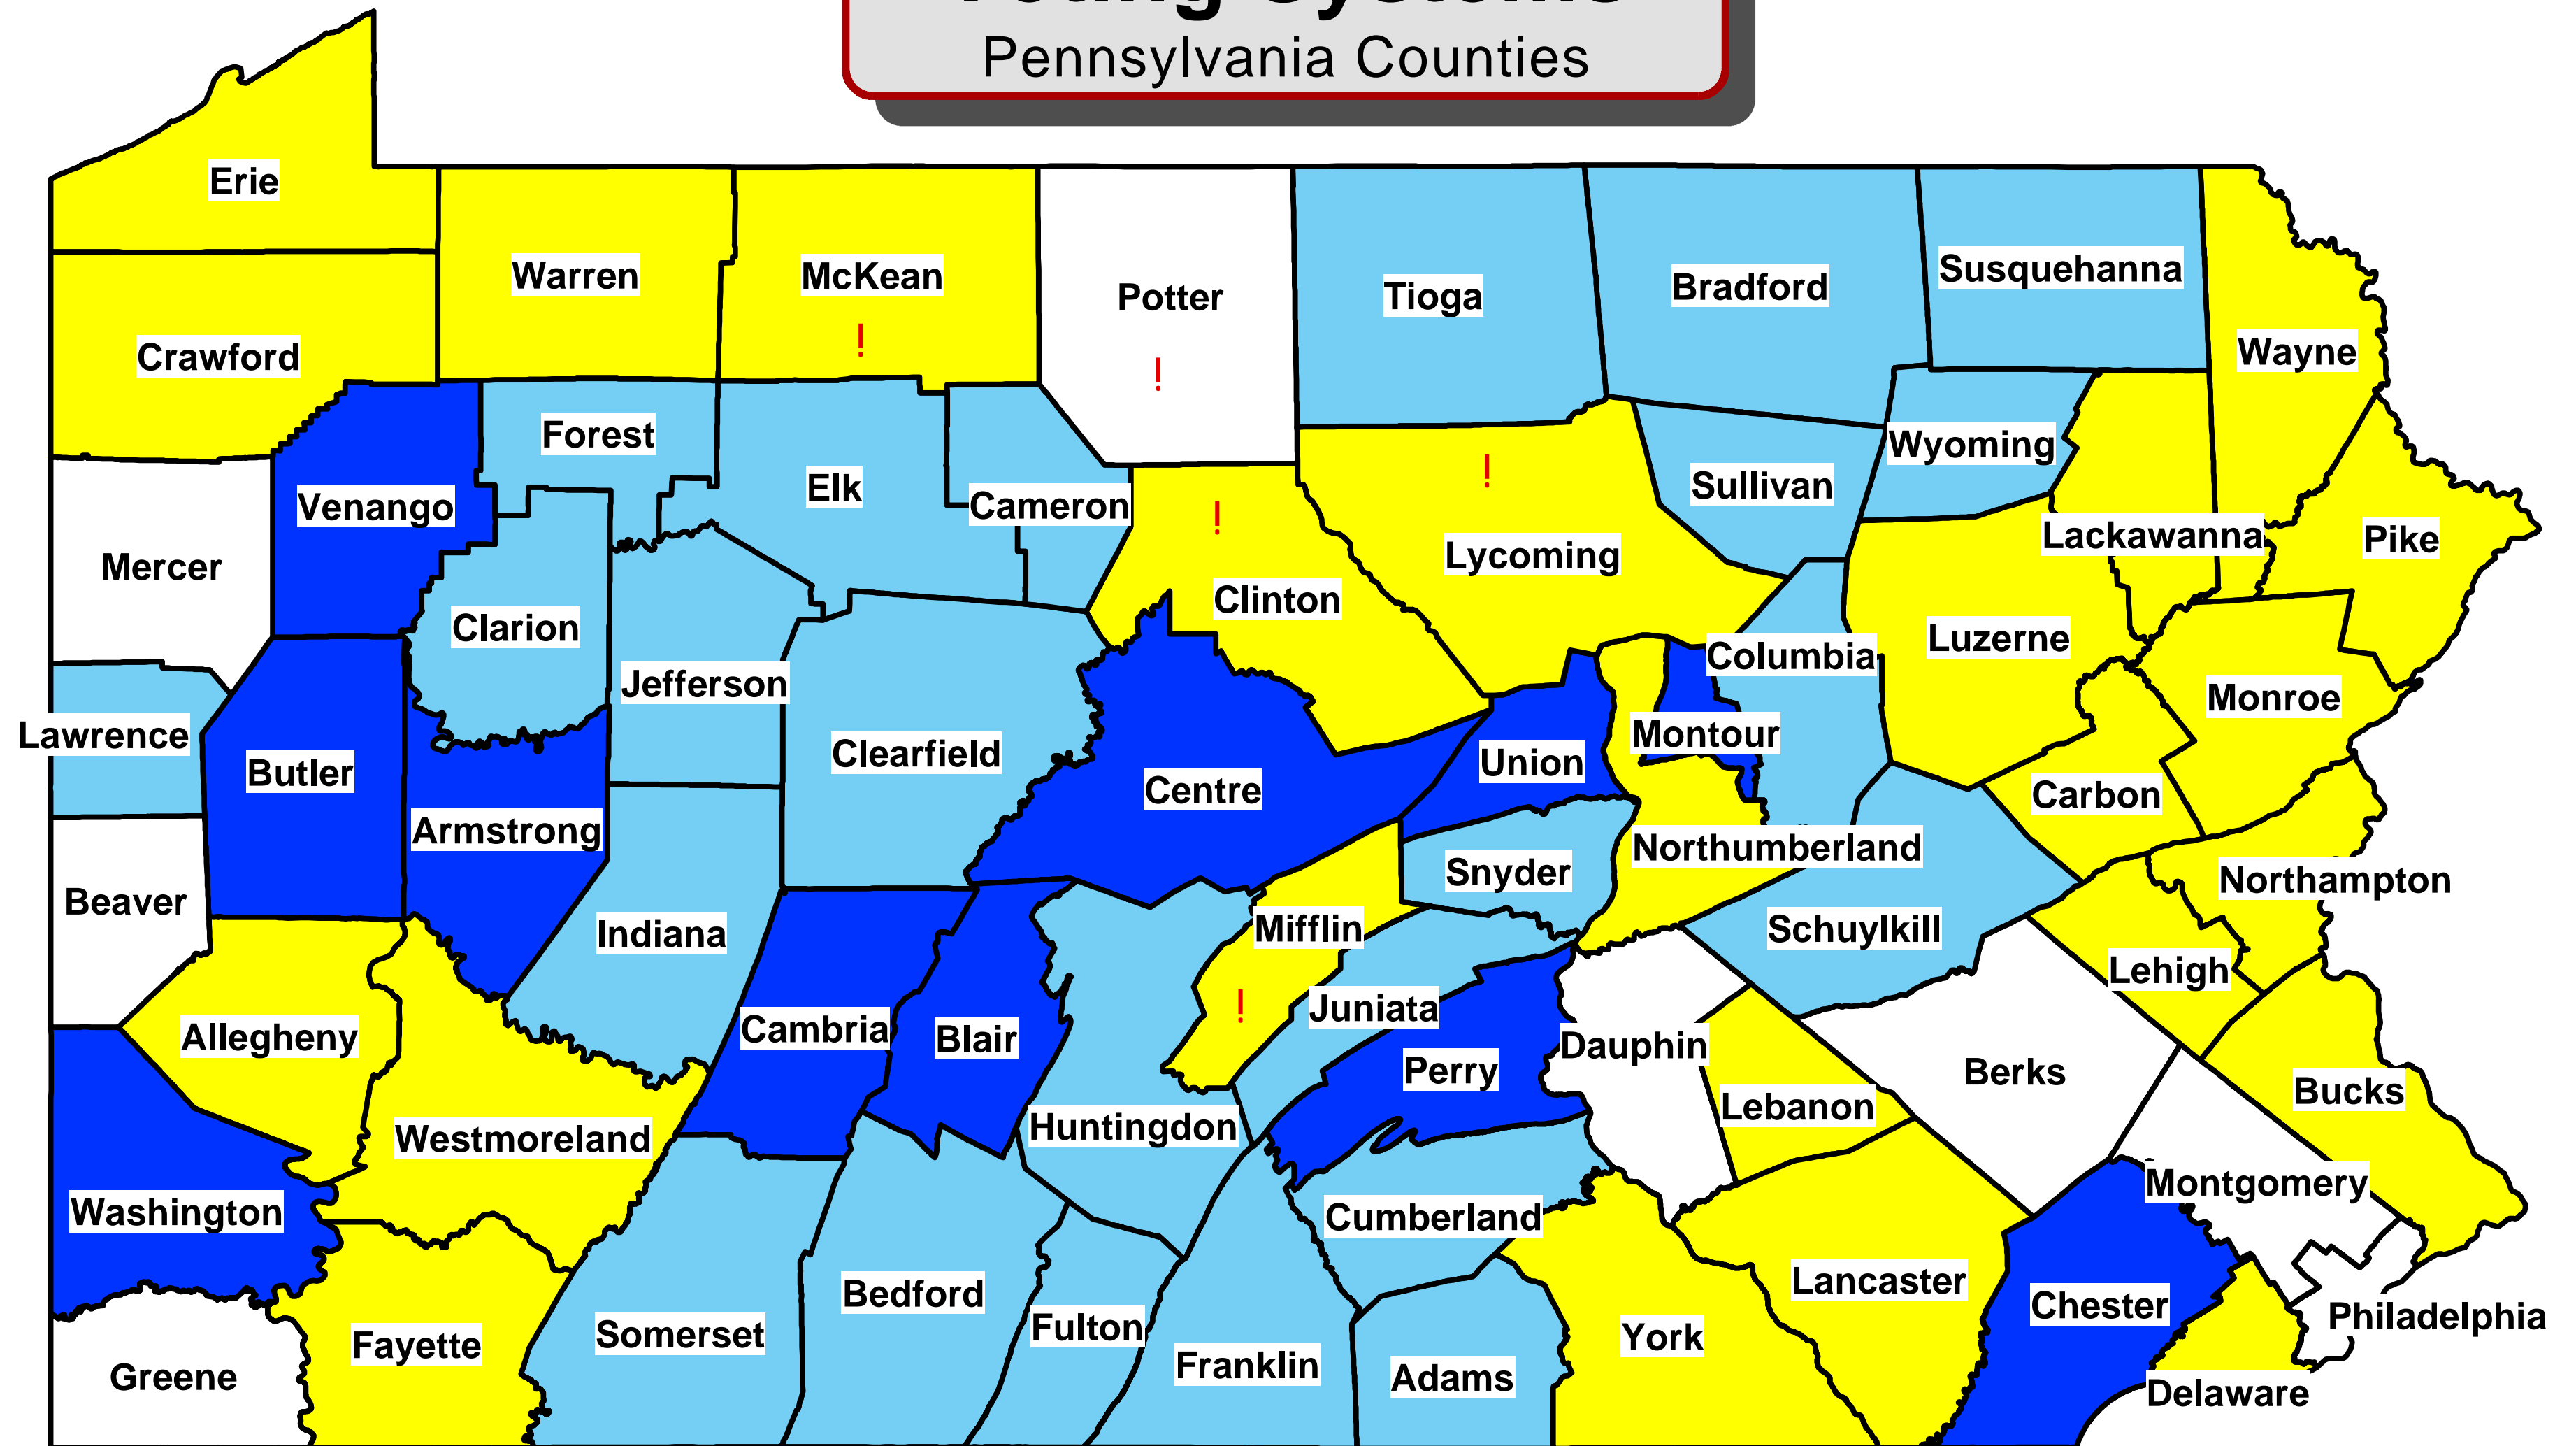 Pennsylvania Counties
Erie
Warren
McKean
!
Potter
!
Tioga
Bradford
Susquehanna
Wayne
Crawford
Forest
Elk
Cameron
!
Clinton
!
Lycoming
Sullivan
Wyoming
Lackawanna
Pike
Venango
Mercer
Clarion
Jefferson
Clearfield
Centre
Union
Montour
Columbia
Luzerne
Monroe
Lawrence
Butler
Armstrong
Snyder
Northumberland
Carbon
Northampton
Beaver
Indiana
Mifflin
!
Juniata
Schuylkill
Lehigh
Allegheny
Cambria
Blair
Perry
Dauphin
Berks
Bucks
Westmoreland
Huntingdon
Lebanon
Montgomery
Washington
Cumberland
Lancaster
Chester
Philadelphia
Greene
Fayette
Somerset
Bedford
Fulton
Franklin
Adams
York
Delaware